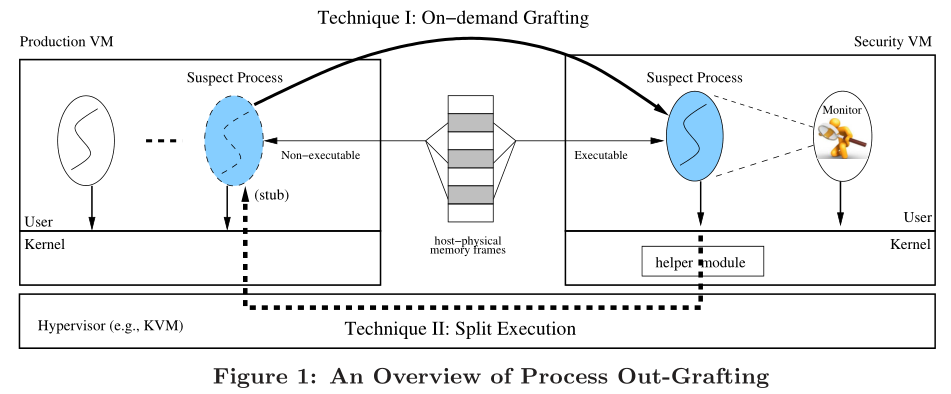 Technique I: On−demand Grafting
Production VM
Security VM
Suspect Process
Suspect Process
Monitor
Non−executable
Executable
(stub)
User
User
Kernel
Kernel
host−physical
memory frames
helper module
Hypervisor (e.g., KVM)
Technique II: Split Execution
Figure 1: An Overview of Process Out-Grafting